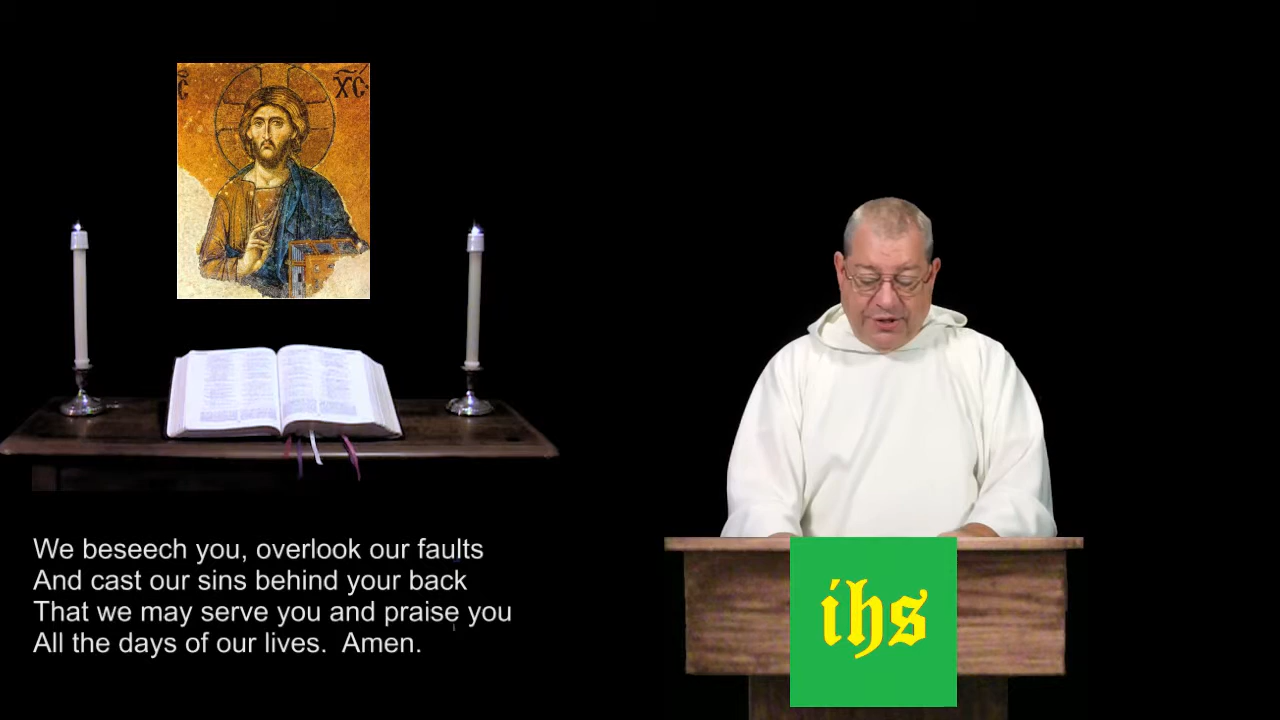 C
XC
We beseech you, overlook our faults
And cast our sins behind your back
That we may serve you and praise you
All the days of our lives.  Amen.
ihs